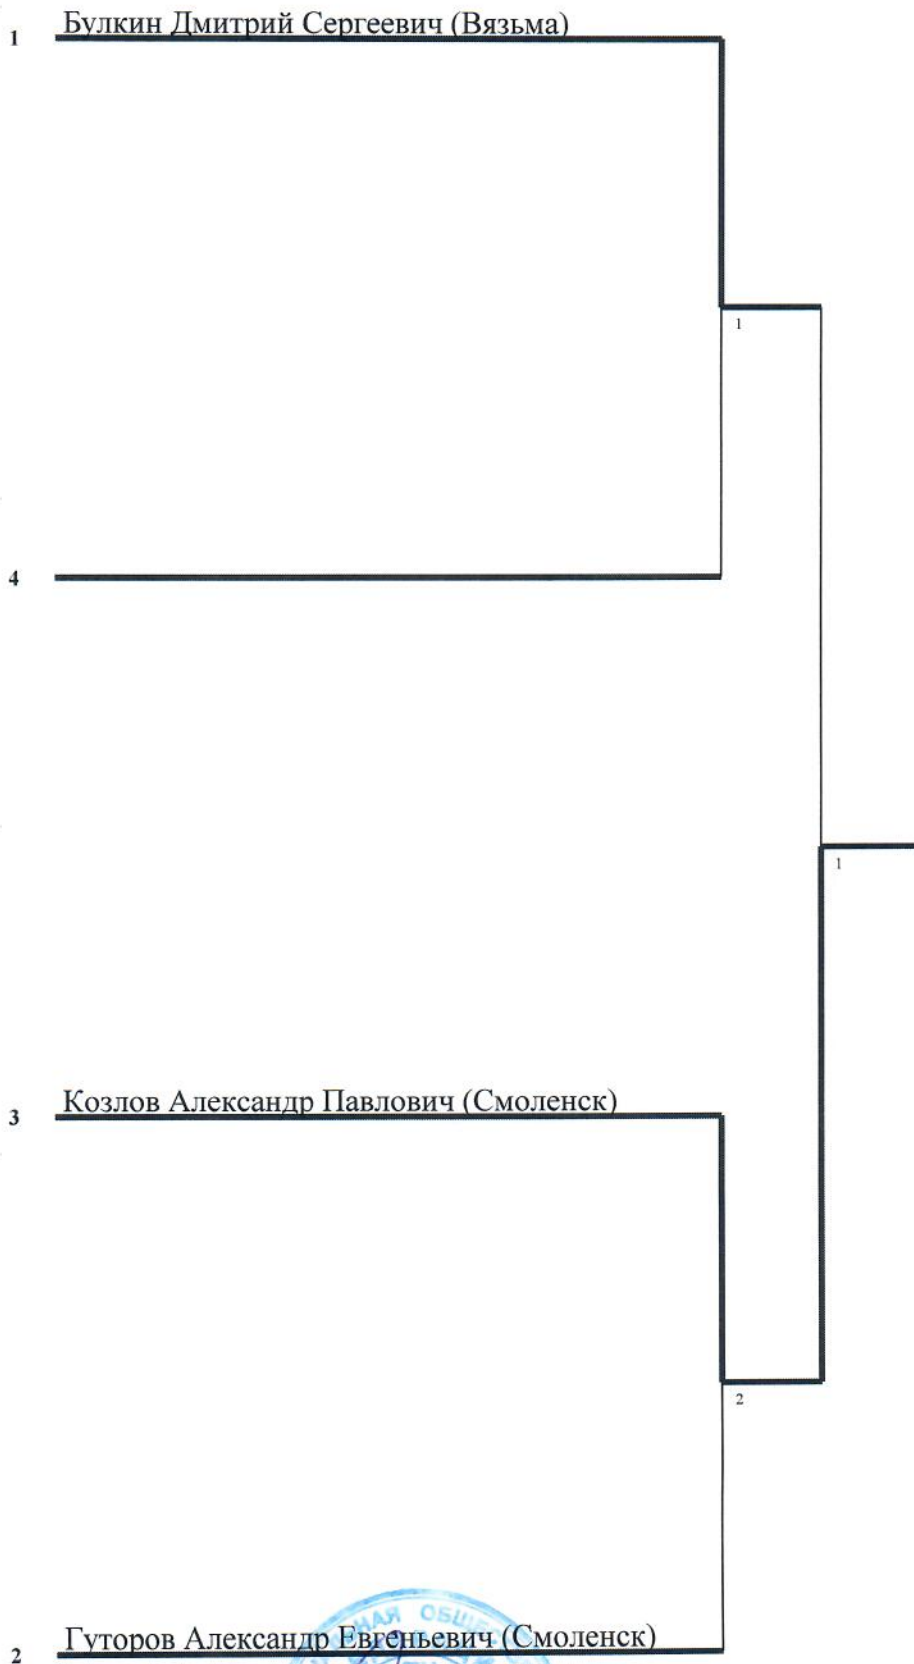 1 Булкин Дмитрий Сергеевич (Вязьма)
1
4
1
3 Козлов Александр Павлович (Смоленск)
2
2 Гуторов Александр Евгеньевич (Смоленск)